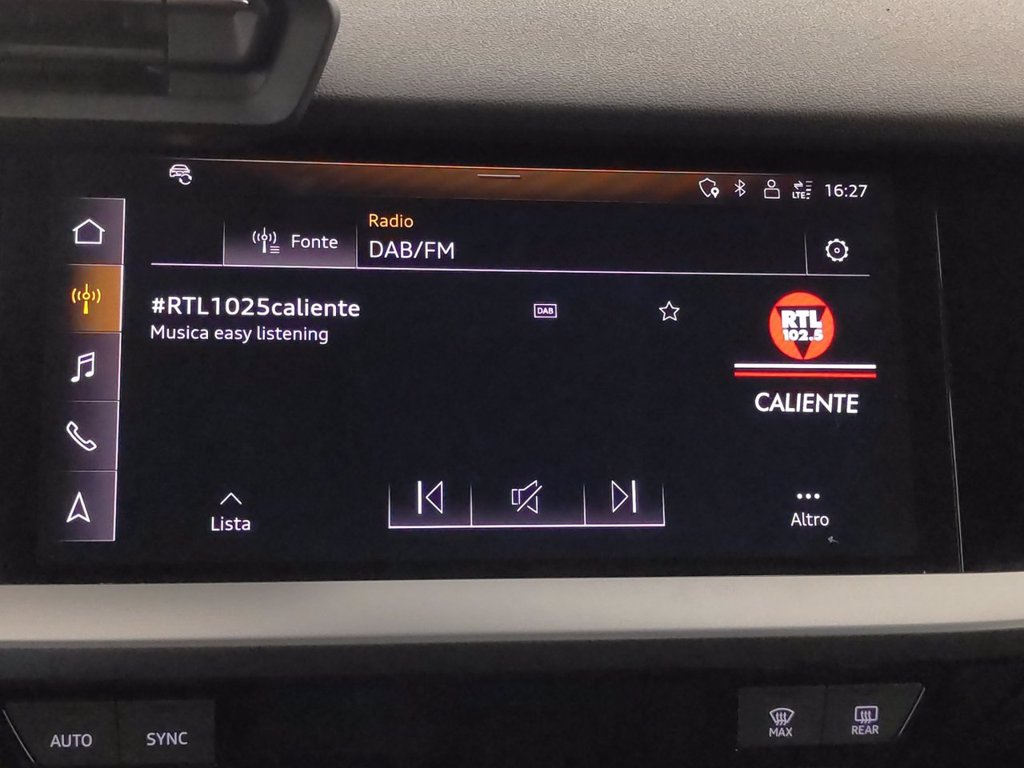 LTE
16:27
Fonte
Radio
DAB/FM
#RTL1025caliente
DAB
Musica easy listening
RTL
102.5
CALIENTE
Lista
Altro
AUTO
SYNC
MAX
REAR